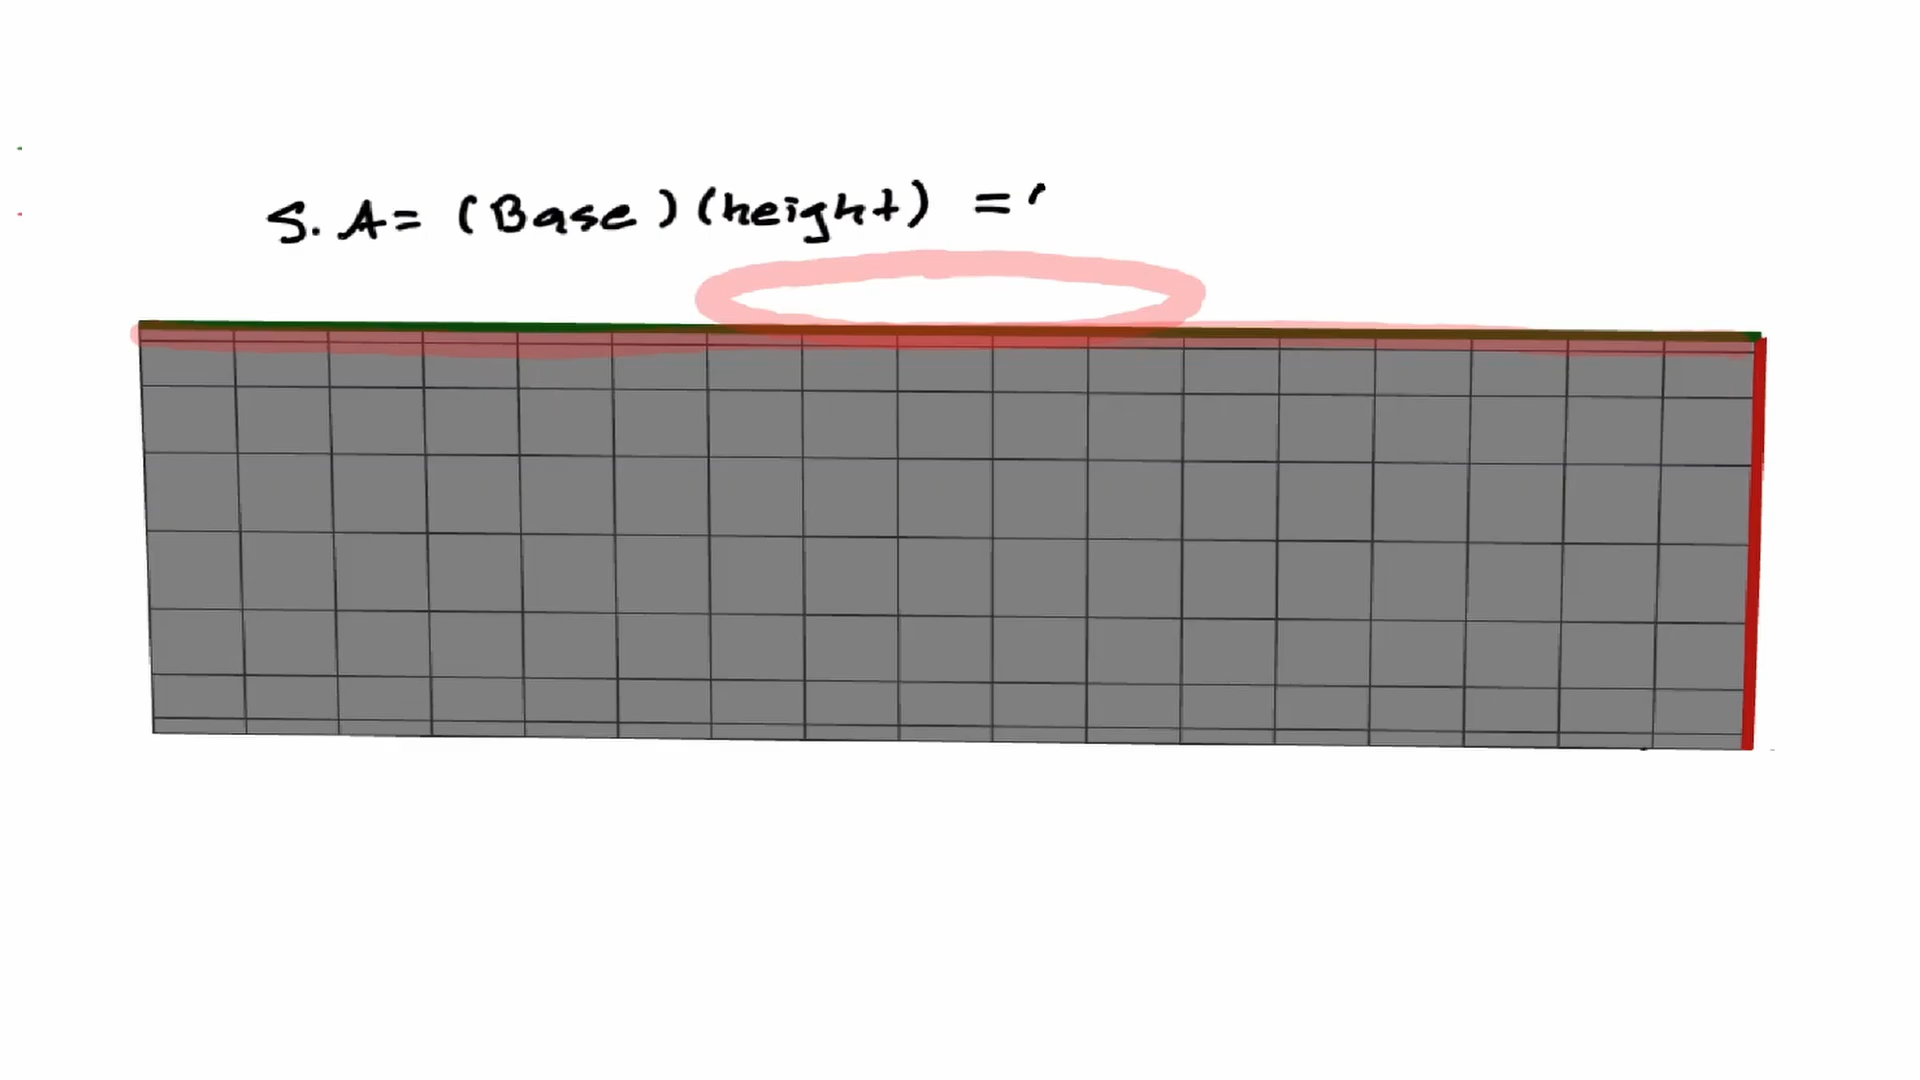 S.A= (Base)(height) =(